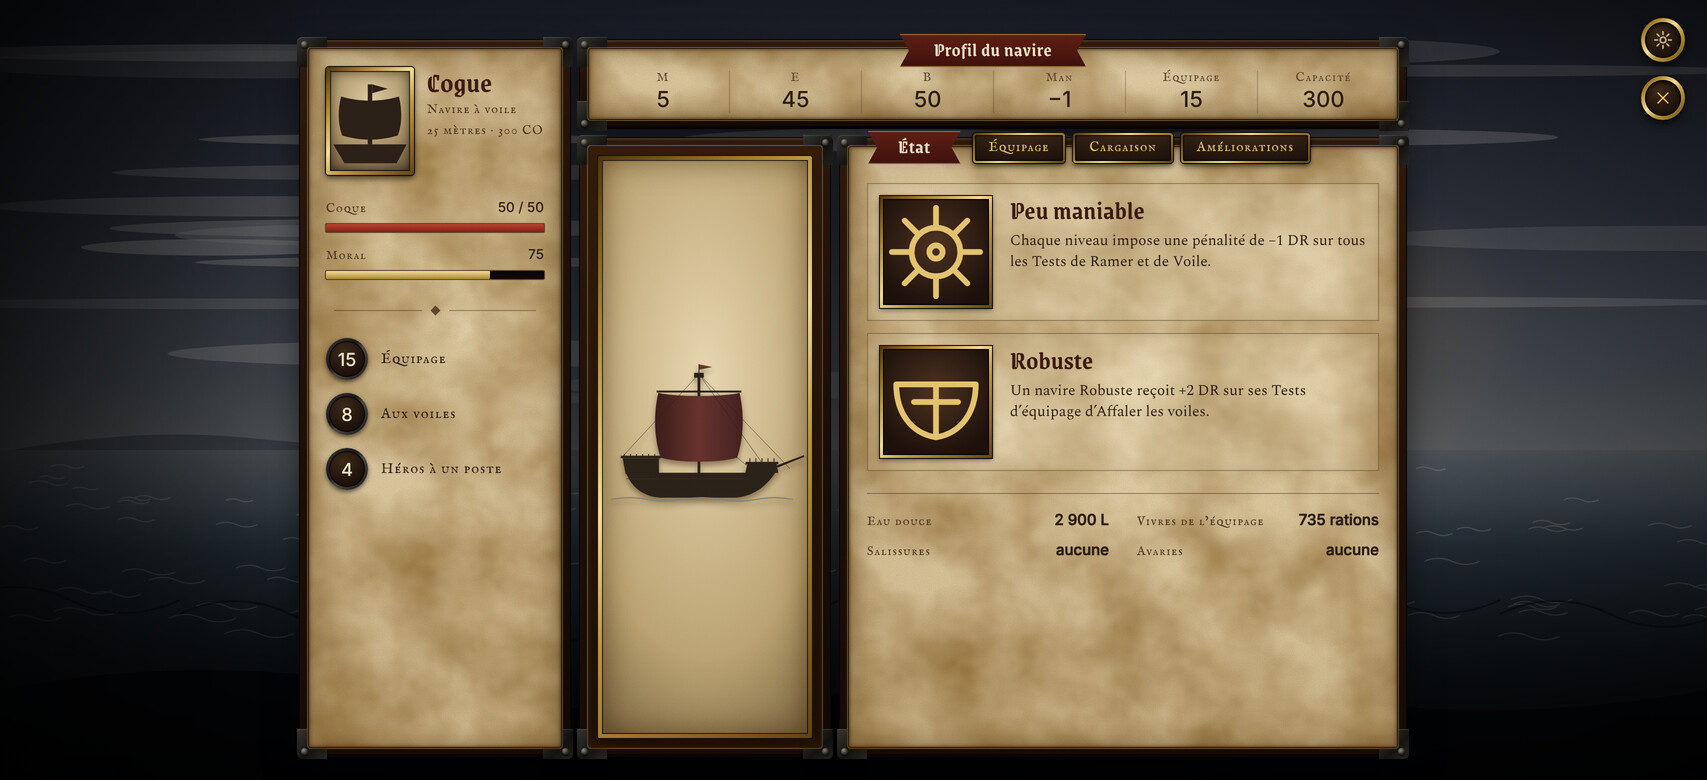 Cogue
Navire à voile
25 mètres · 300 CO
Coque 50 / 50
Moral 75
15 Équipage
8 Aux voiles
4 Héros à un poste
Profil du navire
M E B Man Équipage Capacité
5 45 50 −1 15 300
État Équipage Cargaison Améliorations
Peu maniable
Chaque niveau impose une pénalité de −1 DR sur tous
les Tests de Ramer et de Voile.
Robuste
Un navire Robuste reçoit +2 DR sur ses Tests
d’équipage d’Affaler les voiles.
Eau douce 2 900 L Vivres de l’équipage 735 rations
Salissures aucune Avaries aucune